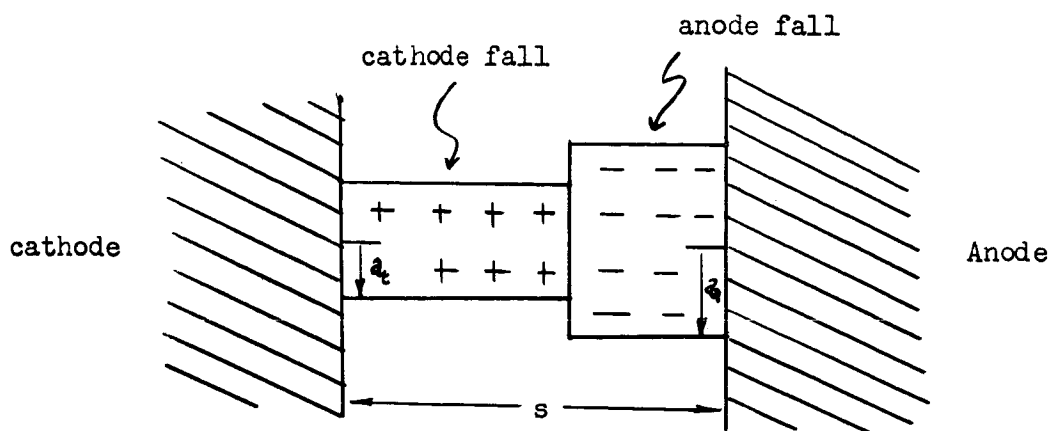 anode fall
cathode fall
+ + + +
- - -
- - - -
cathode
Anode
+ + +
- -
- -
s